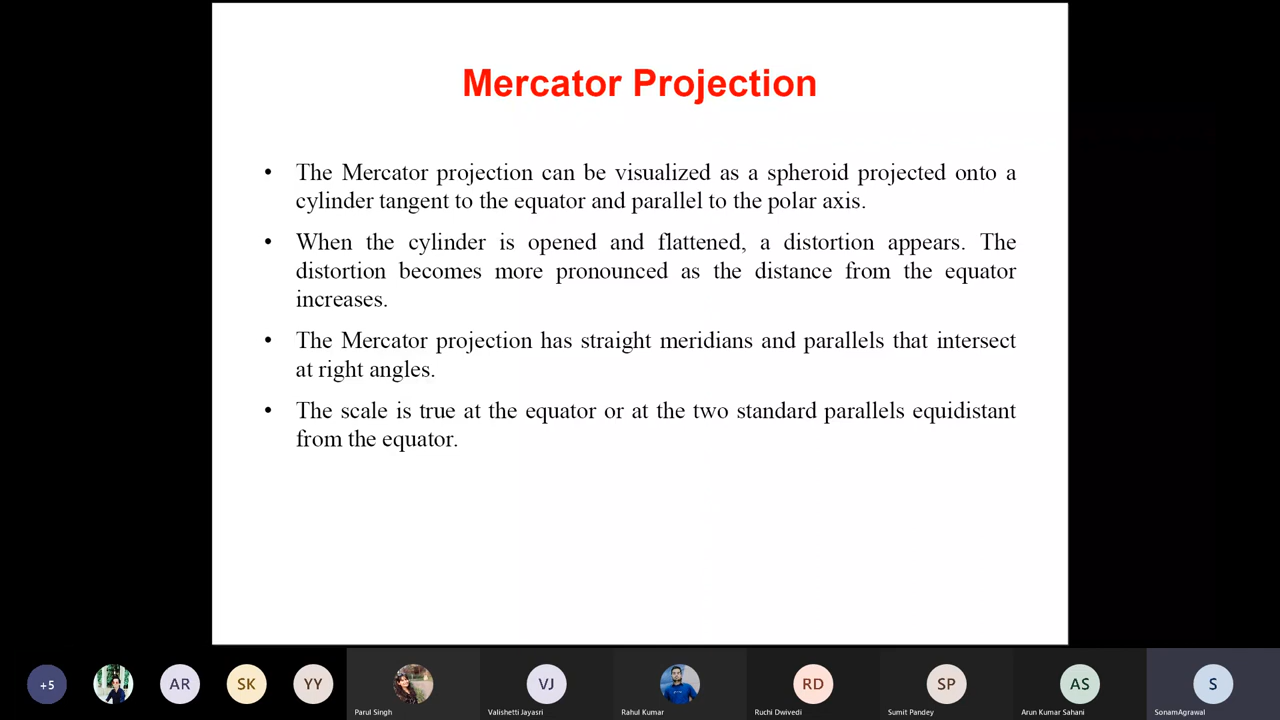 Mercator Projection
• The Mercator projection can be visualized as a spheroid projected onto a
cylinder tangent to the equator and parallel to the polar axis.
• When the cylinder is opened and flattened, a distortion appears. The
distortion becomes more pronounced as the distance from the equator
increases.
• The Mercator projection has straight meridians and parallels that intersect
at right angles.
• The scale is true at the equator or at the two standard parallels equidistant
from the equator.
+5 AR SK YY VJ RD SP AS S
Parul Singh Valishetti Jayasri Rahul Kumar Ruchi Dwivedi Sumit Pandey Arun Kumar Sahani SonamAgrawal